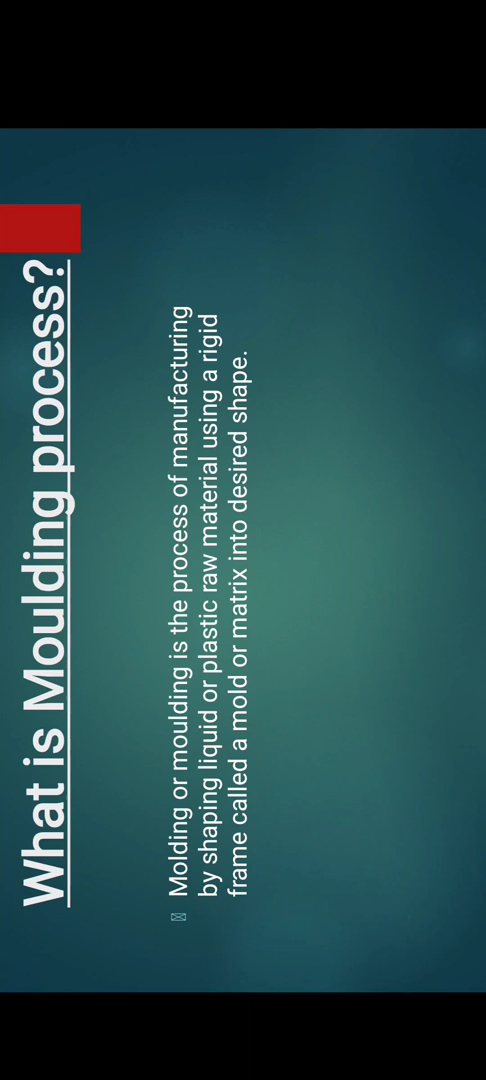 What is Moulding process?
Molding or moulding is the process of manufacturing
by shaping liquid or plastic raw material using a rigid
frame called a mold or matrix into desired shape.